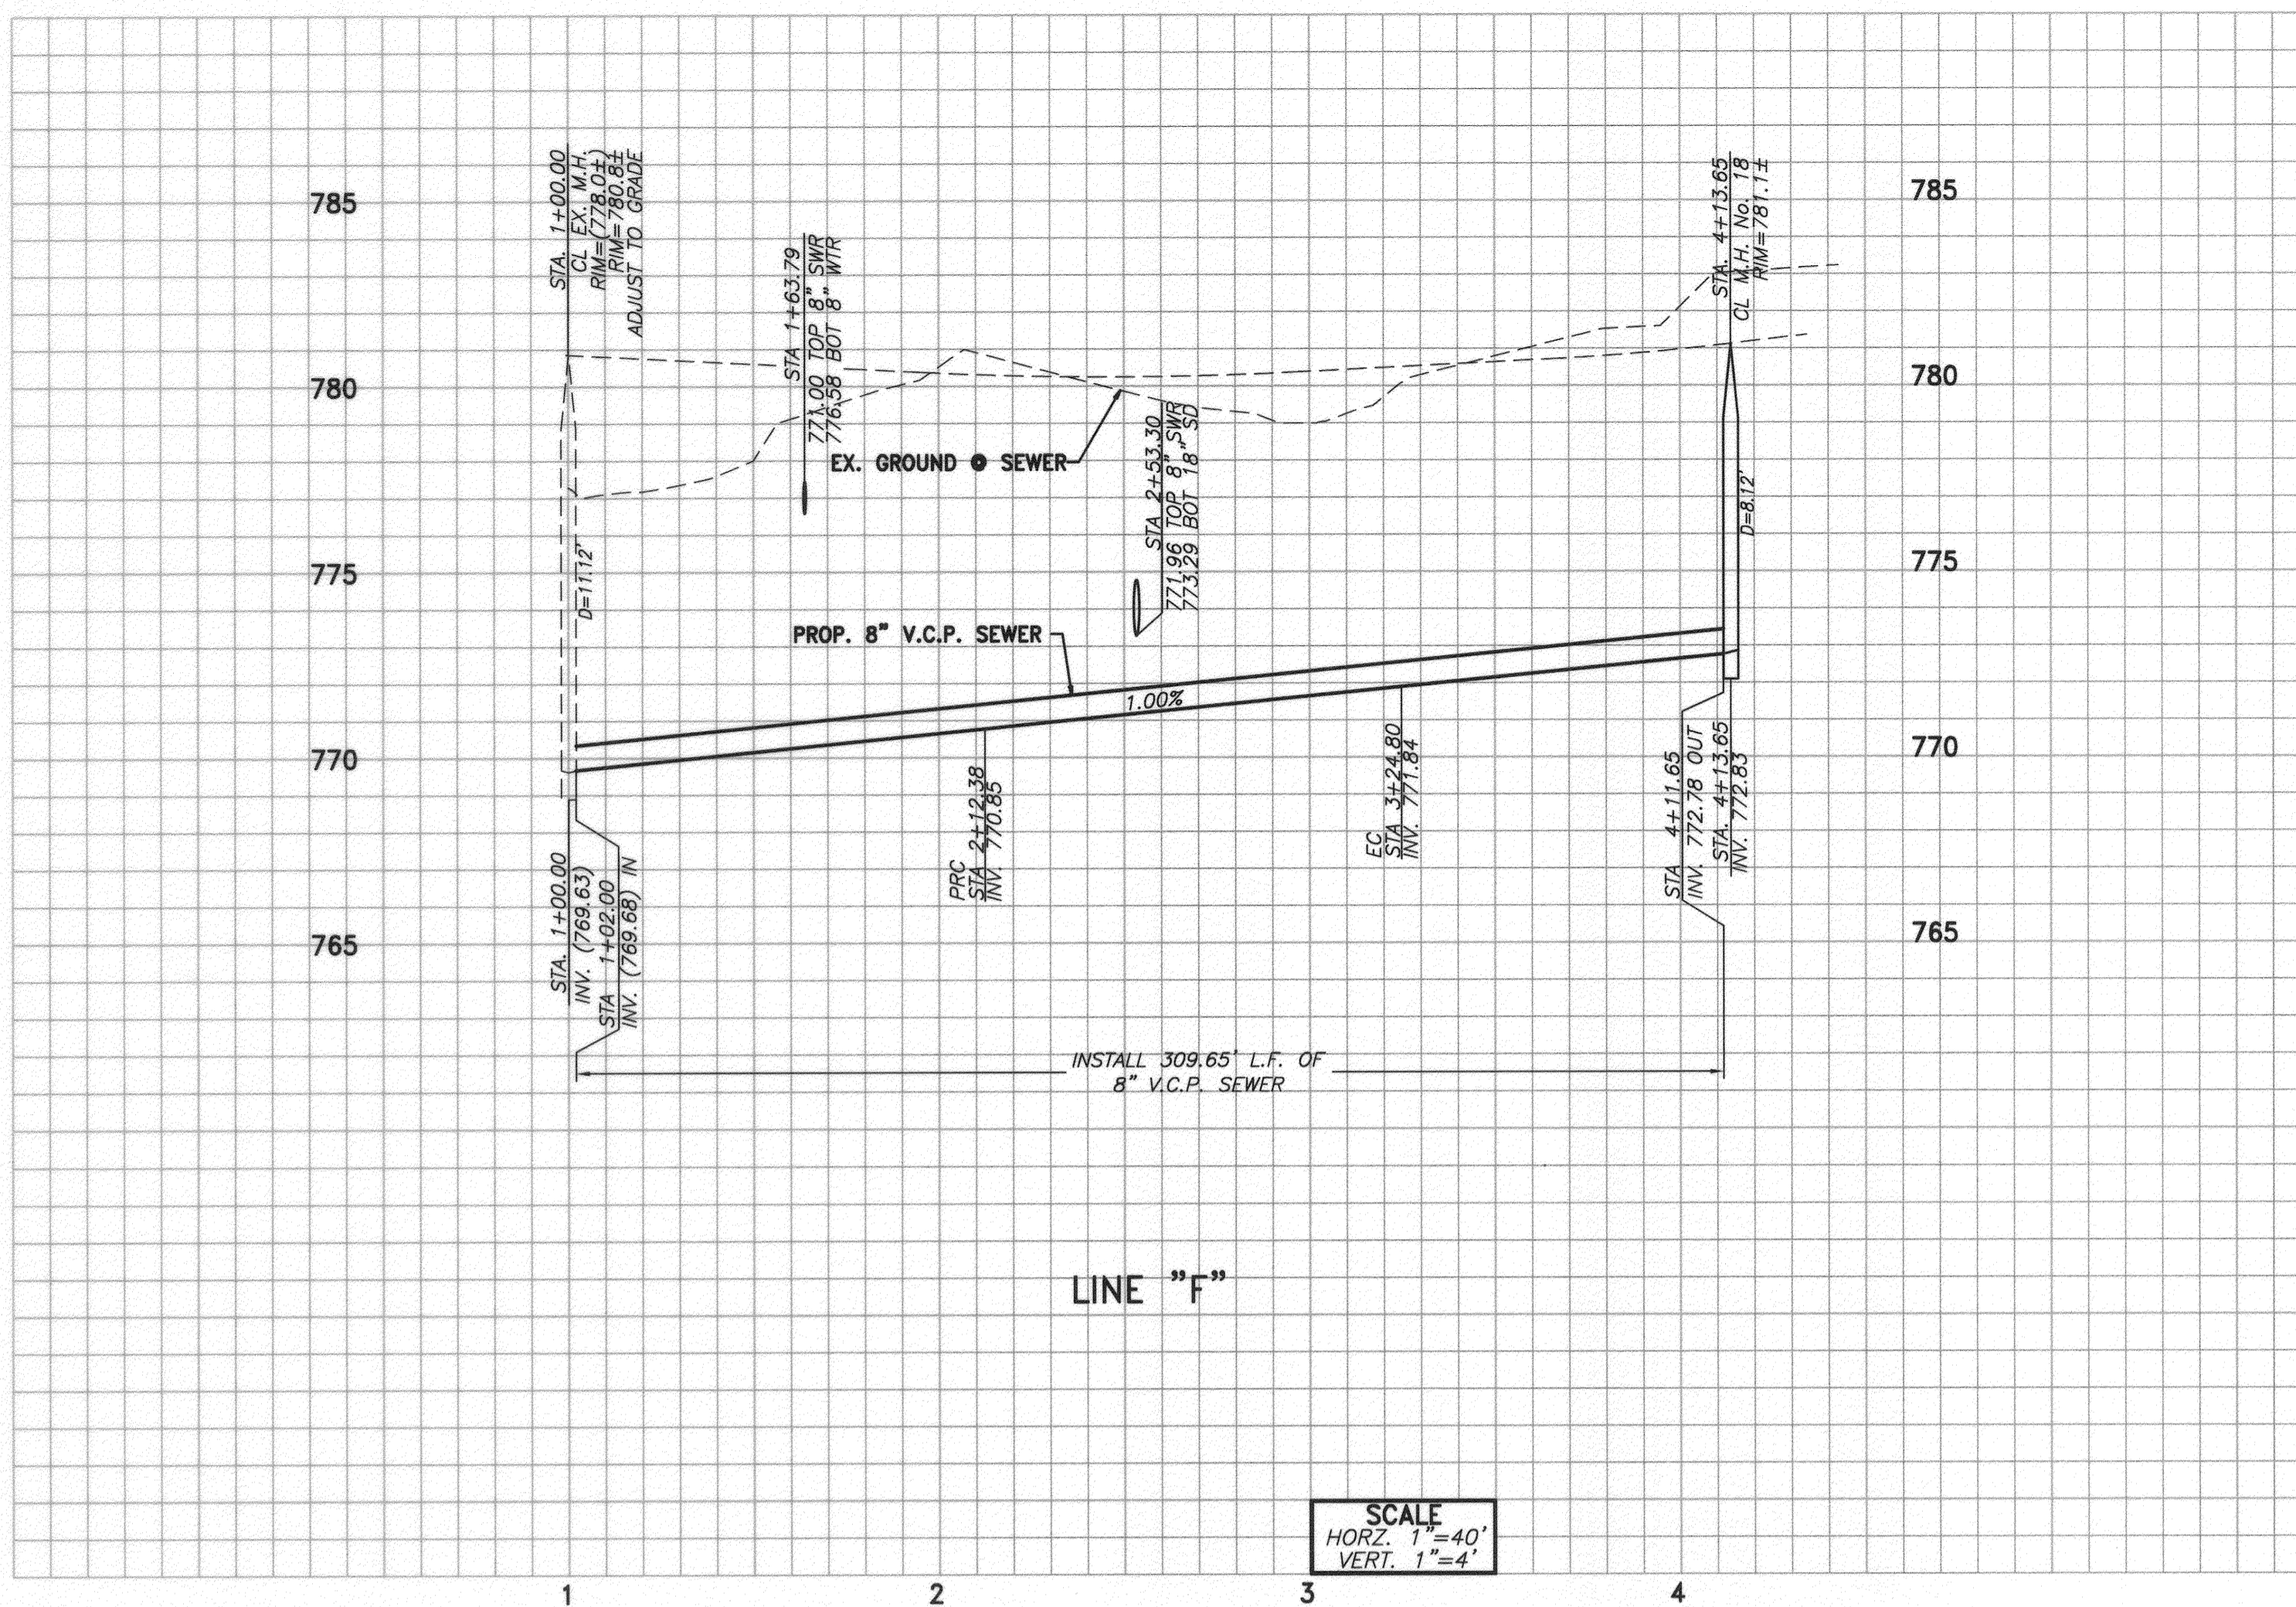 STA. 1+00.00
CL EX. M.H.
RIM=(778.0±)
RIM=780.8±
ADJUST TO GRADE
STA 1+63.79
771.00 TOP 8" SWR
776.58 BOT 8" WTR
STA. 4+13.65
CL M.H. No. 18
RIM=781.1±
785
785
780
780
775
775
770
770
765
765
EX. GROUND @ SEWER
STA 2+53.30
771.96 TOP 8" SWR
773.29 BOT 18" SD
D=11.12'
D=8.12'
PROP. 8" V.C.P. SEWER
1.00%
PRC
STA 2+12.38
INV. 770.85
EC
STA 3+24.80
INV. 771.84
STA 4+11.65
INV. 772.78 OUT
STA. 4+13.65
INV. 772.83
STA. 1+00.00
INV. (769.63)
STA 1+02.00
INV. (769.68) IN
INSTALL 309.65' L.F. OF
8" V.C.P. SEWER
LINE "F"
SCALE
HORZ. 1"=40'
VERT. 1"=4'
1
2
3
4